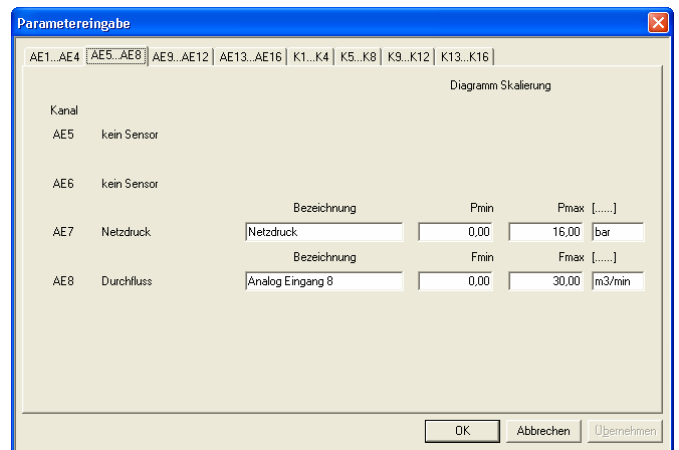 Parametereingabe
AE1...AE4 AE5...AE8 AE9...AE12 AE13...AE16 K1...K4 K5...K8 K9...K12 K13...K16
Diagramm Skalierung
Kanal
AE5 kein Sensor
AE6 kein Sensor
Bezeichnung Pmin Pmax [......]
AE7 Netzdruck Netzdruck 0,00 16,00 bar
Bezeichnung Fmin Fmax [......]
AE8 Durchfluss Analog Eingang 8 0,00 30,00 m3/min
OK Abbrechen Übernehmen